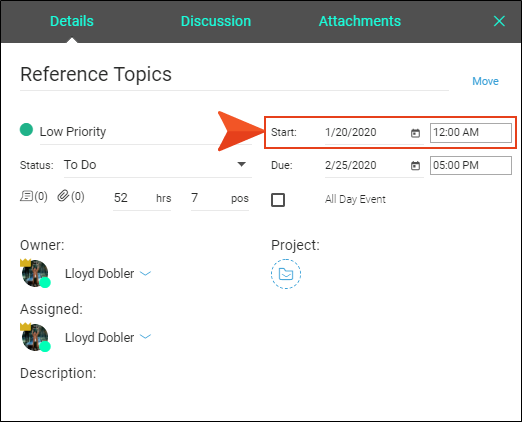 Details Discussion Attachments
Reference Topics
Move
Low Priority
Start: 1/20/2020 12:00 AM
Status: To Do
Due: 2/25/2020 05:00 PM
(0) (0) 52 hrs 7 pos
All Day Event
Owner:
Project:
Lloyd Dobler
Assigned:
Lloyd Dobler
Description: